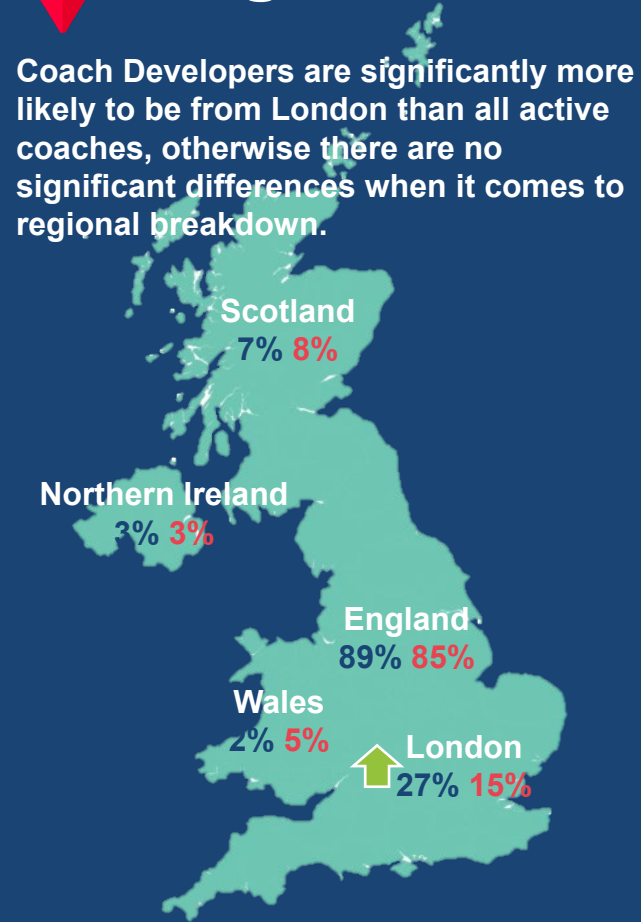 Coach Developers are significantly more
likely to be from London than all active
coaches, otherwise there are no
significant differences when it comes to
regional breakdown.
Scotland
7% 8%
Northern Ireland
3% 3%
England
89% 85%
Wales
2% 5%
London
27% 15%